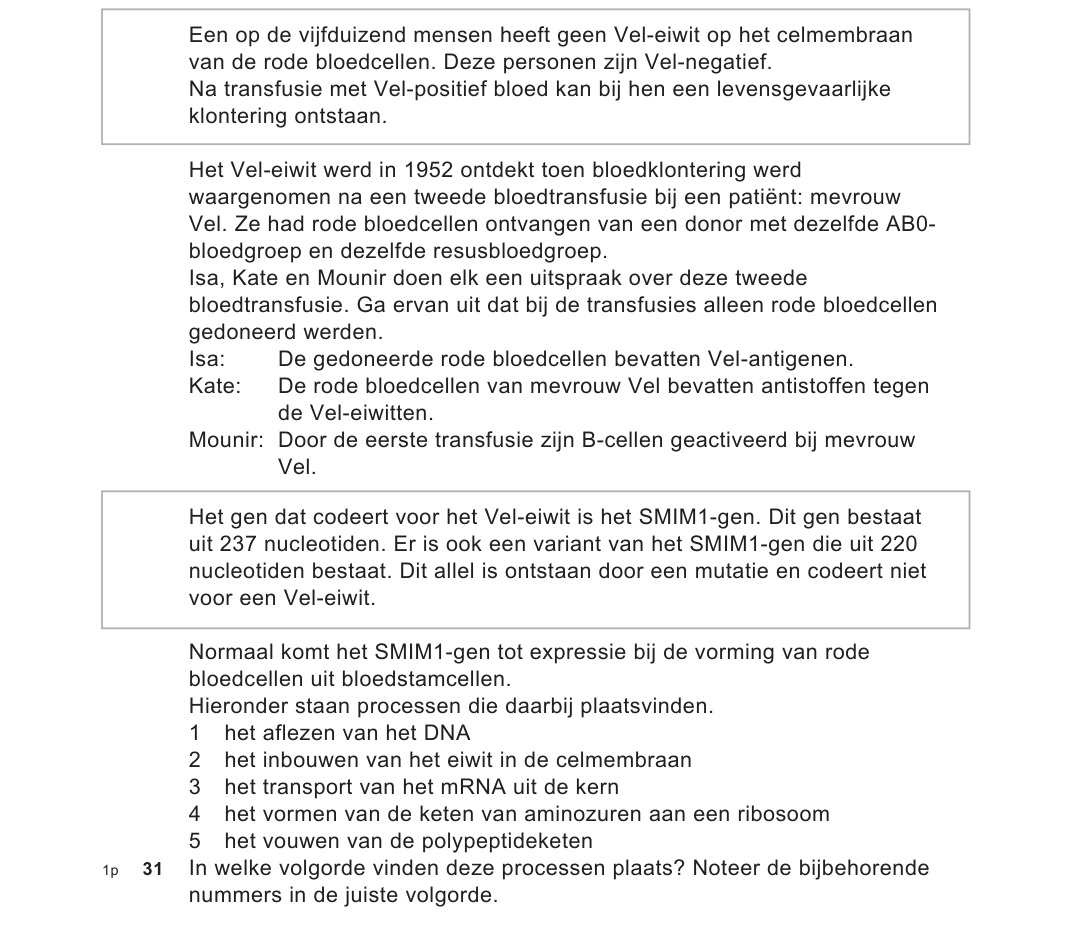 Een op de vijfduizend mensen heeft geen Vel-eiwit op het celmembraan
van de rode bloedcellen. Deze personen zijn Vel-negatief.
Na transfusie met Vel-positief bloed kan bij hen een levensgevaarlijke
klontering ontstaan.
Het Vel-eiwit werd in 1952 ontdekt toen bloedklontering werd
waargenomen na een tweede bloedtransfusie bij een patiënt: mevrouw
Vel. Ze had rode bloedcellen ontvangen van een donor met dezelfde AB0-
bloedgroep en dezelfde resusbloedgroep.
Isa, Kate en Mounir doen elk een uitspraak over deze tweede
bloedtransfusie. Ga ervan uit dat bij de transfusies alleen rode bloedcellen
gedoneerd werden.
Isa: De gedoneerde rode bloedcellen bevatten Vel-antigenen.
Kate: De rode bloedcellen van mevrouw Vel bevatten antistoffen tegen
de Vel-eiwitten.
Mounir: Door de eerste transfusie zijn B-cellen geactiveerd bij mevrouw
Vel.
Het gen dat codeert voor het Vel-eiwit is het SMIM1-gen. Dit gen bestaat
uit 237 nucleotiden. Er is ook een variant van het SMIM1-gen die uit 220
nucleotiden bestaat. Dit allel is ontstaan door een mutatie en codeert niet
voor een Vel-eiwit.
Normaal komt het SMIM1-gen tot expressie bij de vorming van rode
bloedcellen uit bloedstamcellen.
Hieronder staan processen die daarbij plaatsvinden.
1 het aflezen van het DNA
2 het inbouwen van het eiwit in de celmembraan
3 het transport van het mRNA uit de kern
4 het vormen van de keten van aminozuren aan een ribosoom
5 het vouwen van de polypeptideketen
1p 31 In welke volgorde vinden deze processen plaats? Noteer de bijbehorende
nummers in de juiste volgorde.